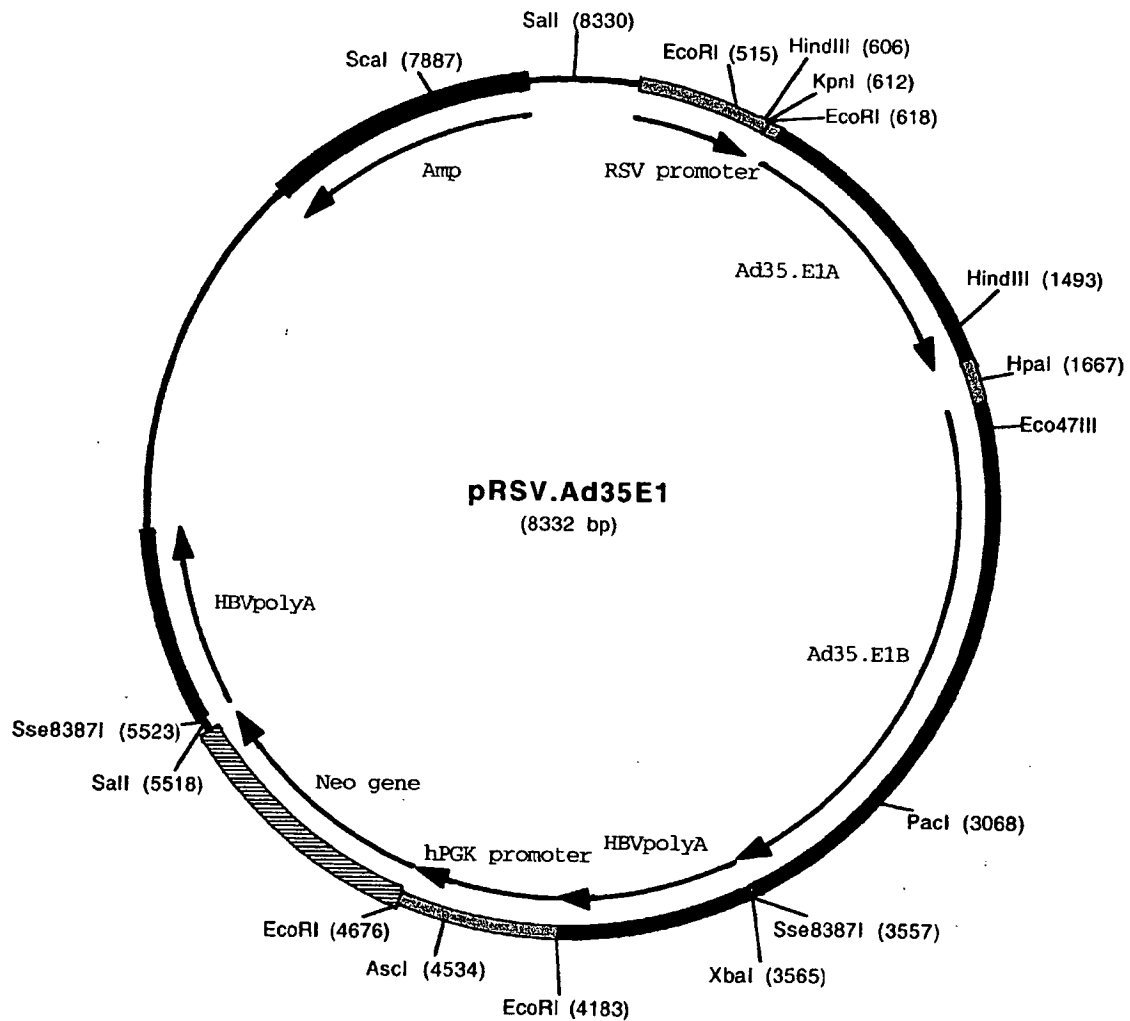 SalI (8330)
ScaI (7887)
EcoRI (515)
HindIII (606)
KpnI (612)
EcoRI (618)
Amp
RSV promoter
Ad35.E1A
HindIII (1493)
HpaI (1667)
Eco47III
pRSV.Ad35E1
(8332 bp)
HBVpolyA
Ad35.E1B
Sse8387I (5523)
SalI (5518)
Neo gene
PacI (3068)
hPGK promoter
HBVpolyA
Sse8387I (3557)
EcoRI (4676)
AscI (4534)
XbaI (3565)
EcoRI (4183)